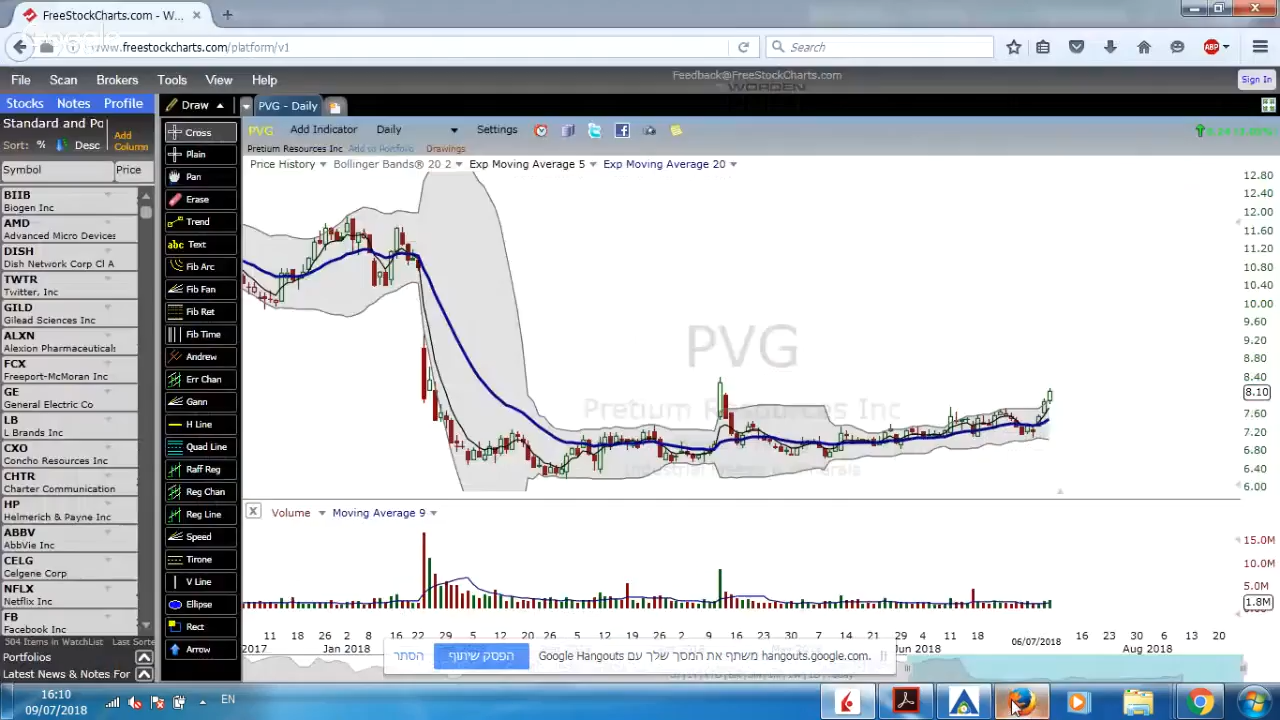 FreeStockCharts.com - W...
www.freestockcharts.com/platform/v1
Search
ABP
File Scan Brokers Tools View Help
Feedback@FreeStockCharts.com
WORDEN
Sign In
Stocks Notes Profile
Draw
PVG - Daily
Standard and Po
Add Column
Sort: % Desc
Symbol Price
BIIB
Biogen Inc
AMD
Advanced Micro Devices
DISH
Dish Network Corp Cl A
TWTR
Twitter, Inc
GILD
Gilead Sciences Inc
ALXN
Alexion Pharmaceuticals
FCX
Freeport-McMoran Inc
GE
General Electric Co
LB
L Brands Inc
CXO
Concho Resources Inc
CHTR
Charter Communication
HP
Helmerich & Payne Inc
ABBV
AbbVie Inc
CELG
Celgene Corp
NFLX
Netflix Inc
FB
Facebook Inc
304 Items in WatchList Last Sorte
Portfolios
Latest News & Notes For
Cross
Plain
Pan
Erase
Trend
abc Text
Fib Arc
Fib Fan
Fib Ret
Fib Time
Andrew
Err Chan
Gann
H Line
Quad Line
Raff Reg
Reg Chan
Reg Line
Speed
Tirone
V Line
Ellipse
Rect
Arrow
PVG Add Indicator Daily Settings
Pretium Resources Inc Add to Portfolio Drawings
Price History Bollinger Bands® 20 2 Exp Moving Average 5 Exp Moving Average 20
PVG
Pretium Resources Inc
12.80
12.40
12.00
11.60
11.20
10.80
10.40
10.00
9.60
9.20
8.80
8.40
8.10
7.60
7.20
6.80
6.40
6.00
X Volume Moving Average 9
15.0M
10.0M
5.0M
1.8M
11 18 26 2 8 16 22 29 5 12 20 26 5 12 19 26 2 9 16 23 30 7 14 21 29 4 11 18 06/07/2018 16 23 30 6 13 20
2017 Jan 2018 Jun 2018 Aug 2018
הסתר
הפסק שיתוף
Google Hangouts משתף את המסך שלך עם hangouts.google.com.
16:10
09/07/2018
EN